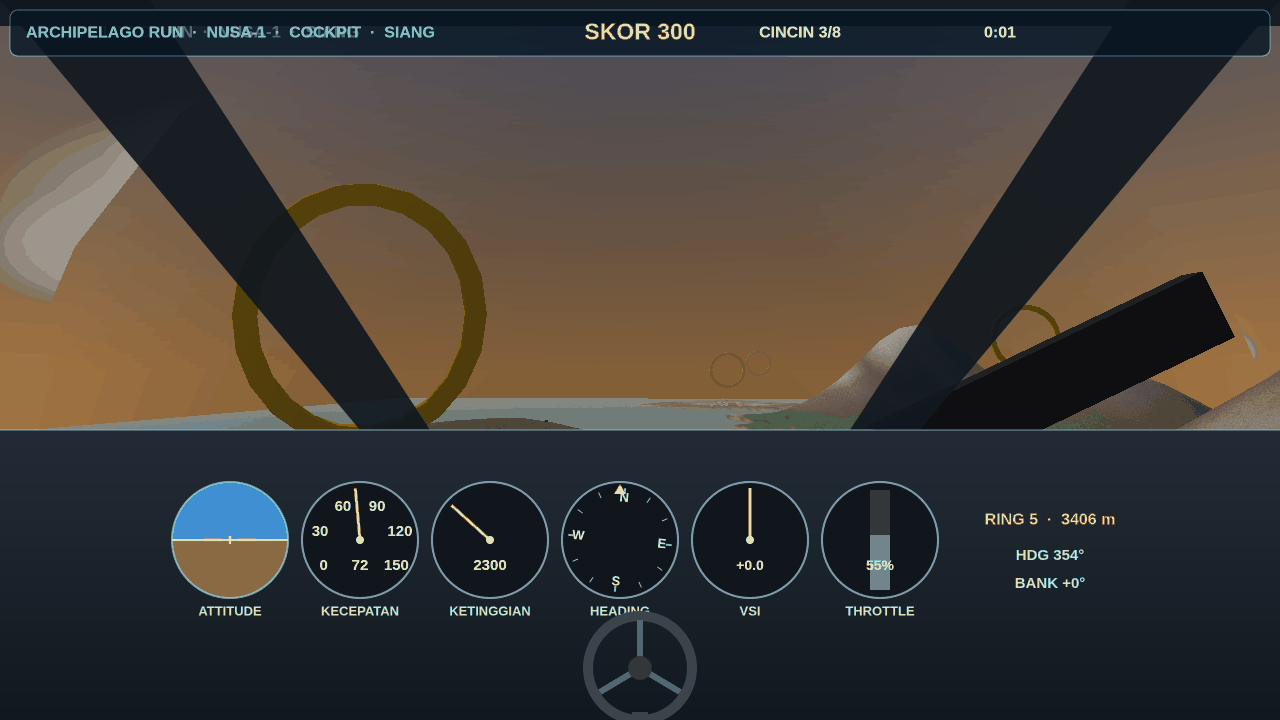 ARCHIPELAGO RUN · NUSA-1 · COCKPIT · SIANG
SKOR 300
CINCIN 3/8
0:01
60 90
30 120
0 72 150
2300
N
W E
S
+0.0
55%
RING 5 · 3406 m
HDG 354°
BANK +0°
ATTITUDE
KECEPATAN
KETINGGIAN
HEADING
VSI
THROTTLE